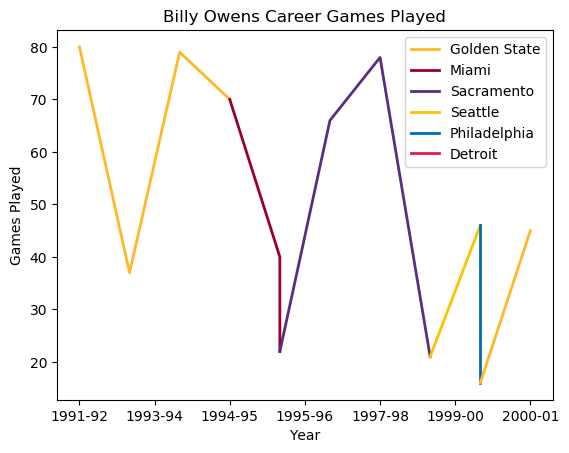 Billy Owens Career Games Played
Golden State
Miami
Sacramento
Seattle
Philadelphia
Detroit
80
70
60
50
40
30
20
Games Played
1991-92 1993-94 1994-95 1995-96 1997-98 1999-00 2000-01
Year